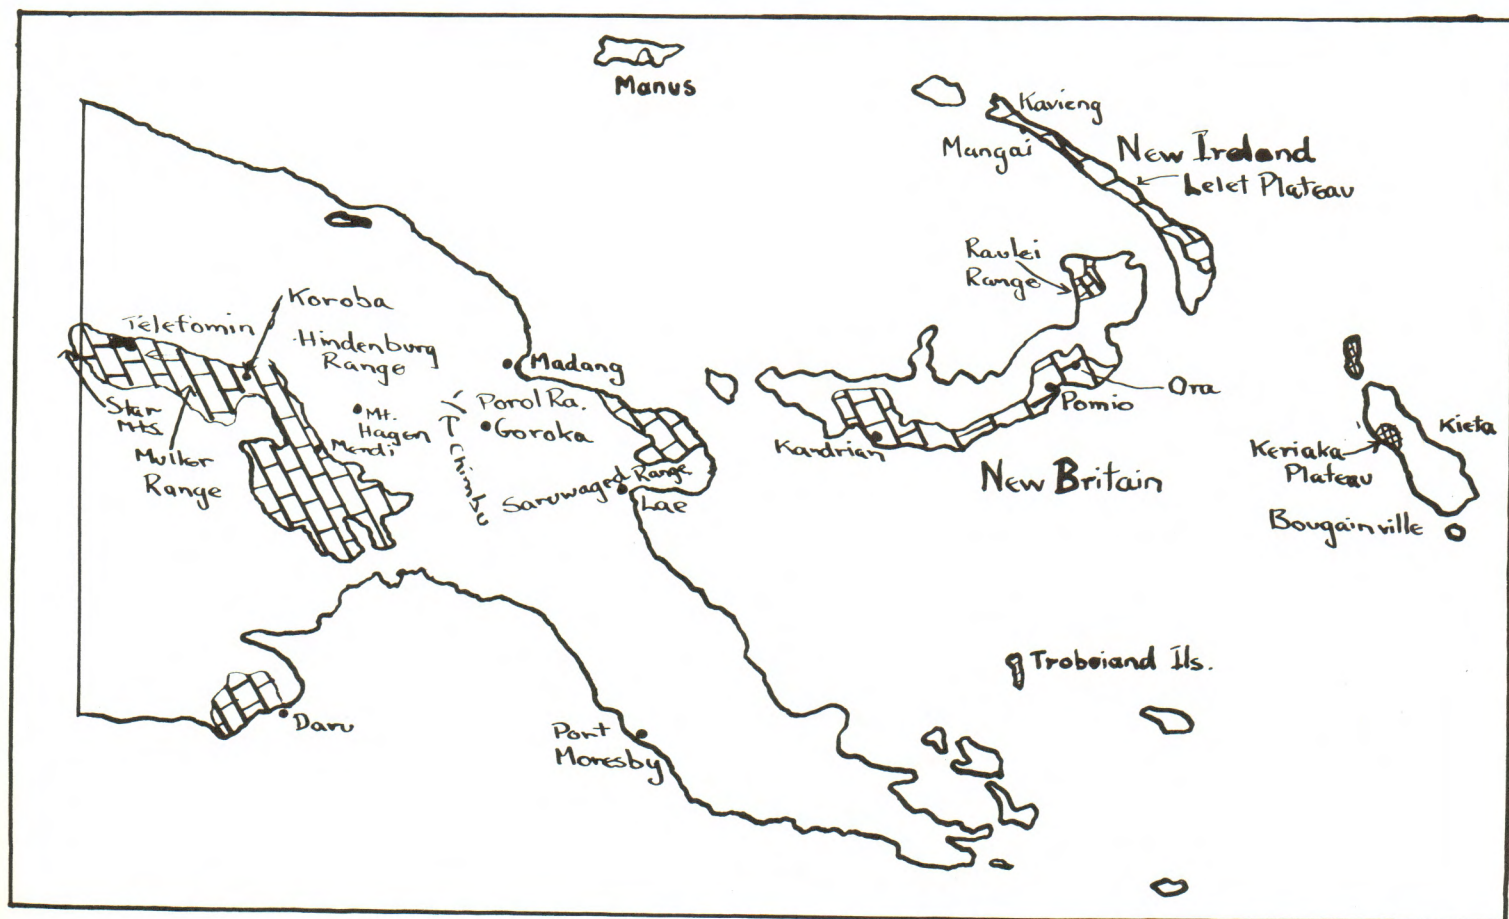 Manus
Kavieng
Mangai
New Ireland
Lelet Plateau
Raulei
Range
Koroba
Telefomin
Hindenburg
Range
Madang
Star
Mts.
Muller
Range
Mt.
Hagen
Mendi
Porol Ra.
Goroka
Chimbu
Saruwaged Range
Lae
Kandrian
Pomio
Ora
New Britain
Kieta
Keriaka
Plateau
Bougainville
Trobriand Ils.
Daru
Port
Moresby